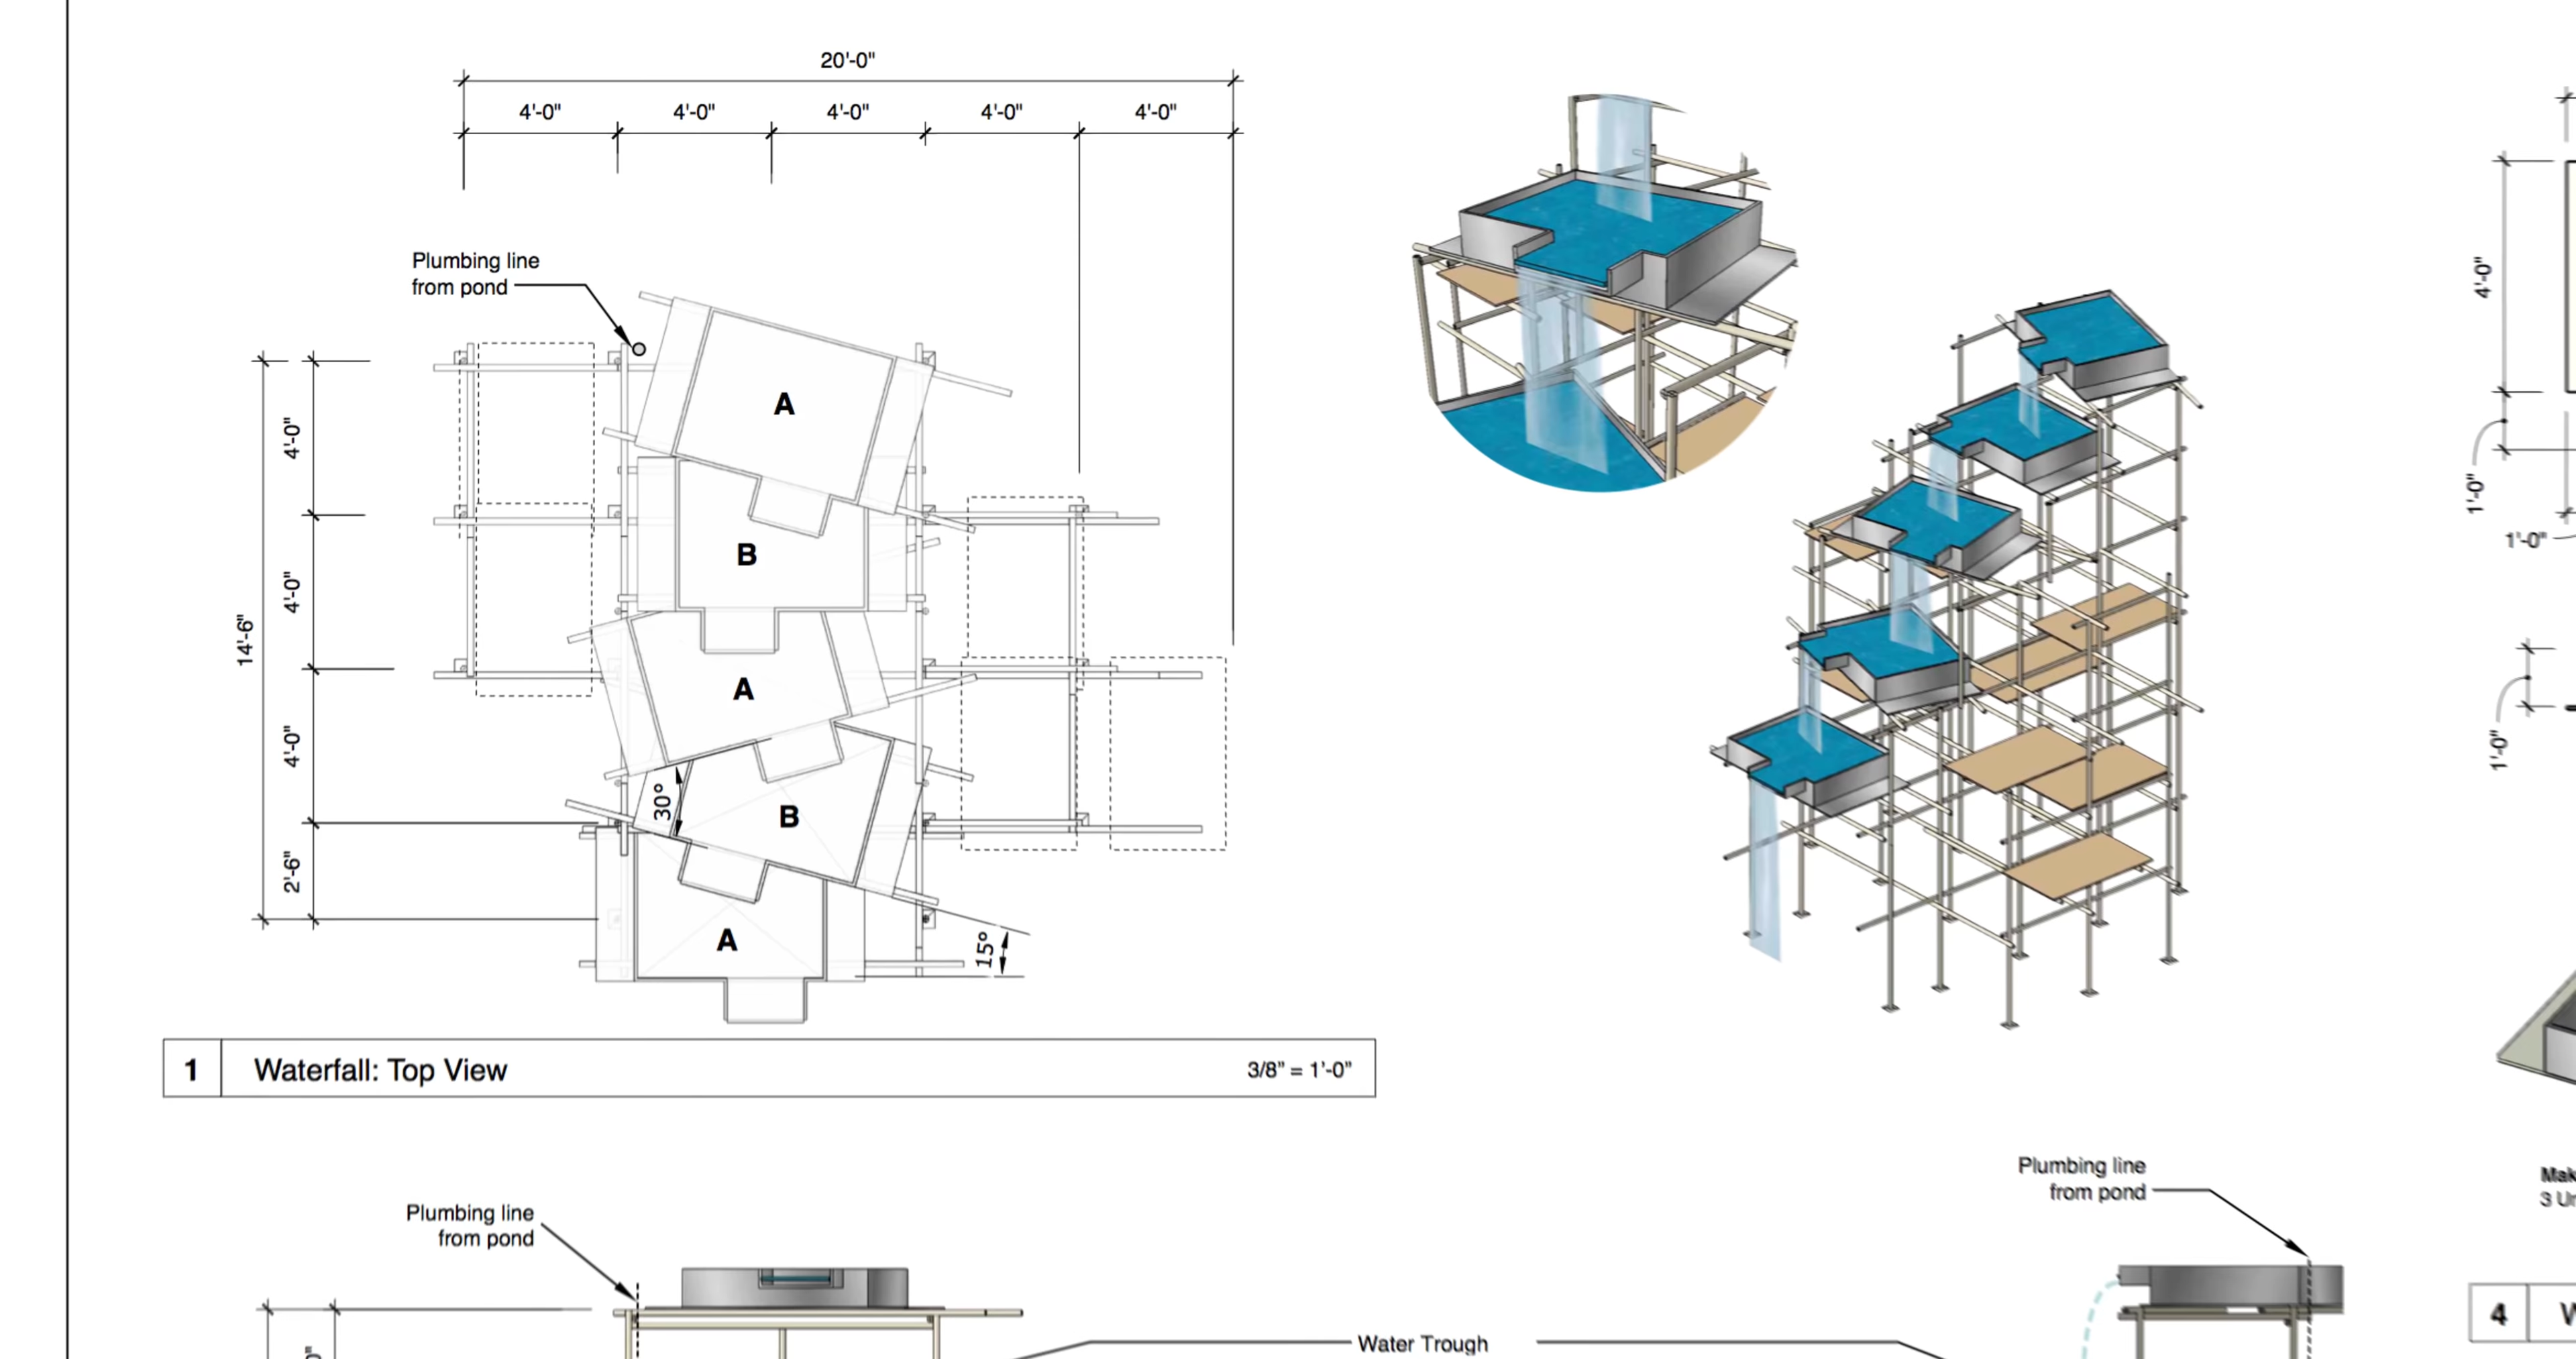 20'-0"
4'-0"
4'-0"
4'-0"
4'-0"
4'-0"
Plumbing line
from pond
A
B
A
B
A
4'-0"
4'-0"
4'-0"
2'-6"
14'-6"
30°
15°
1 Waterfall: Top View 3/8" = 1'-0"
4'-0"
1'-0"
1'-0"
1'-0"
Plumbing line
from pond
Water Trough
Plumbing line
from pond
3
4